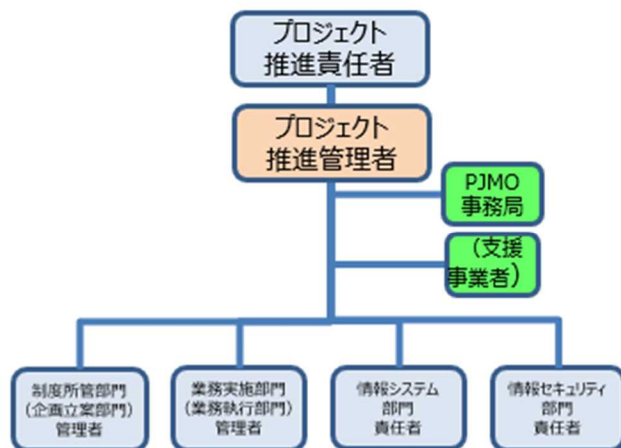 プロジェクト
推進責任者
プロジェクト
推進管理者
PJMO
事務局
（支援
事業者）
制度所管部門
（企画立案部門）
管理者
業務実施部門
（業務執行部門）
管理者
情報システム
部門
責任者
情報セキュリティ
部門
責任者